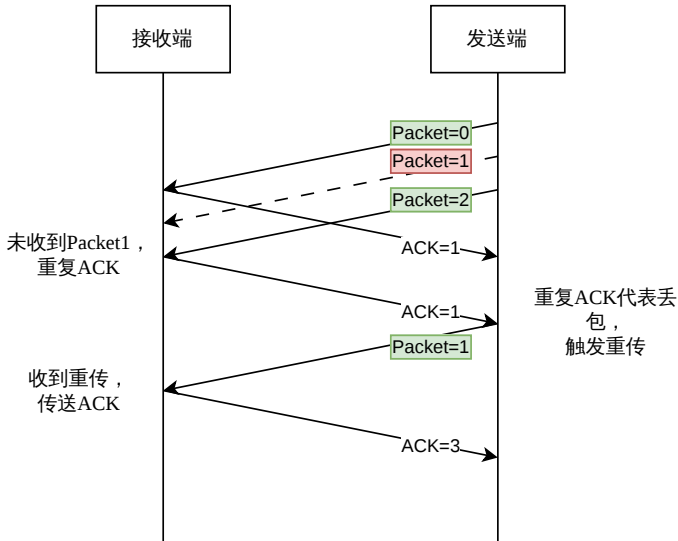 接收端
发送端
Packet=0
Packet=1
Packet=2
未收到Packet1，
重复ACK
ACK=1
重复ACK代表丢
包，
触发重传
ACK=1
Packet=1
收到重传，
传送ACK
ACK=3